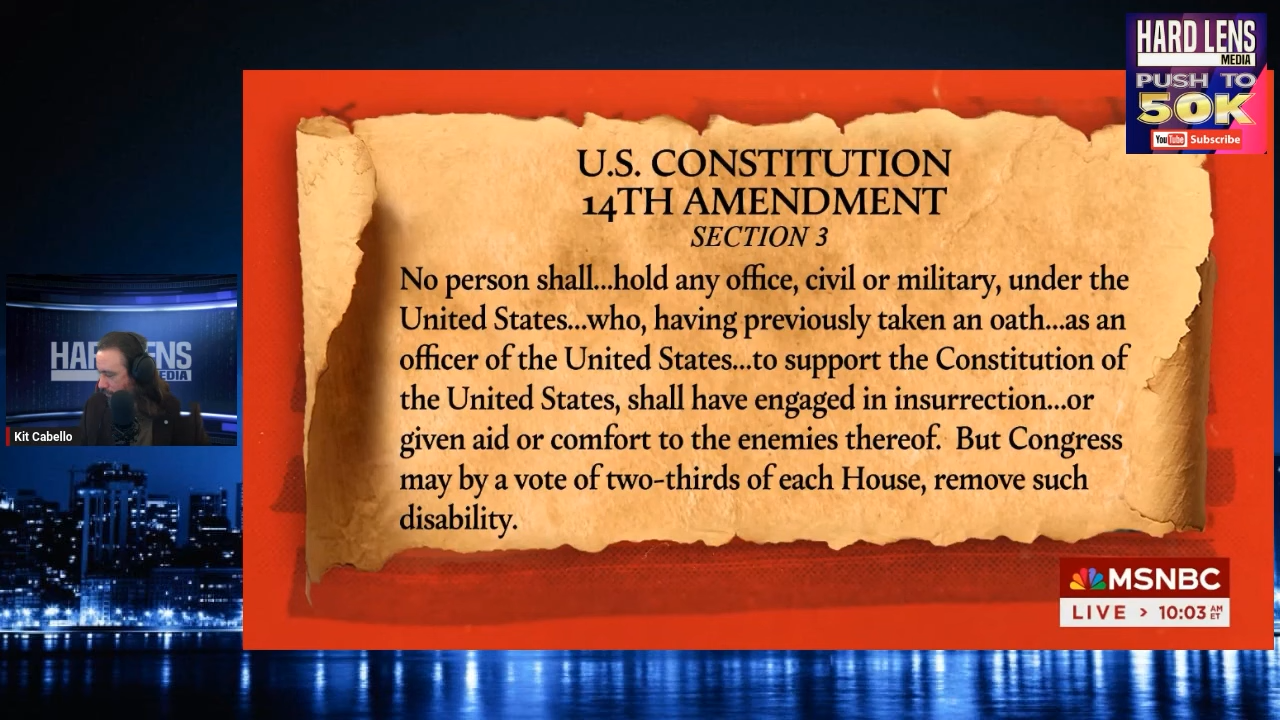 HARD LENS
MEDIA
PUSH TO
50K
YouTube Subscribe
U.S. CONSTITUTION
14TH AMENDMENT
SECTION 3
No person shall...hold any office, civil or military, under the
United States...who, having previously taken an oath...as an
officer of the United States...to support the Constitution of
the United States, shall have engaged in insurrection...or
given aid or comfort to the enemies thereof. But Congress
may by a vote of two-thirds of each House, remove such
disability.
Kit Cabello
MSNBC
LIVE > 10:03 AM ET